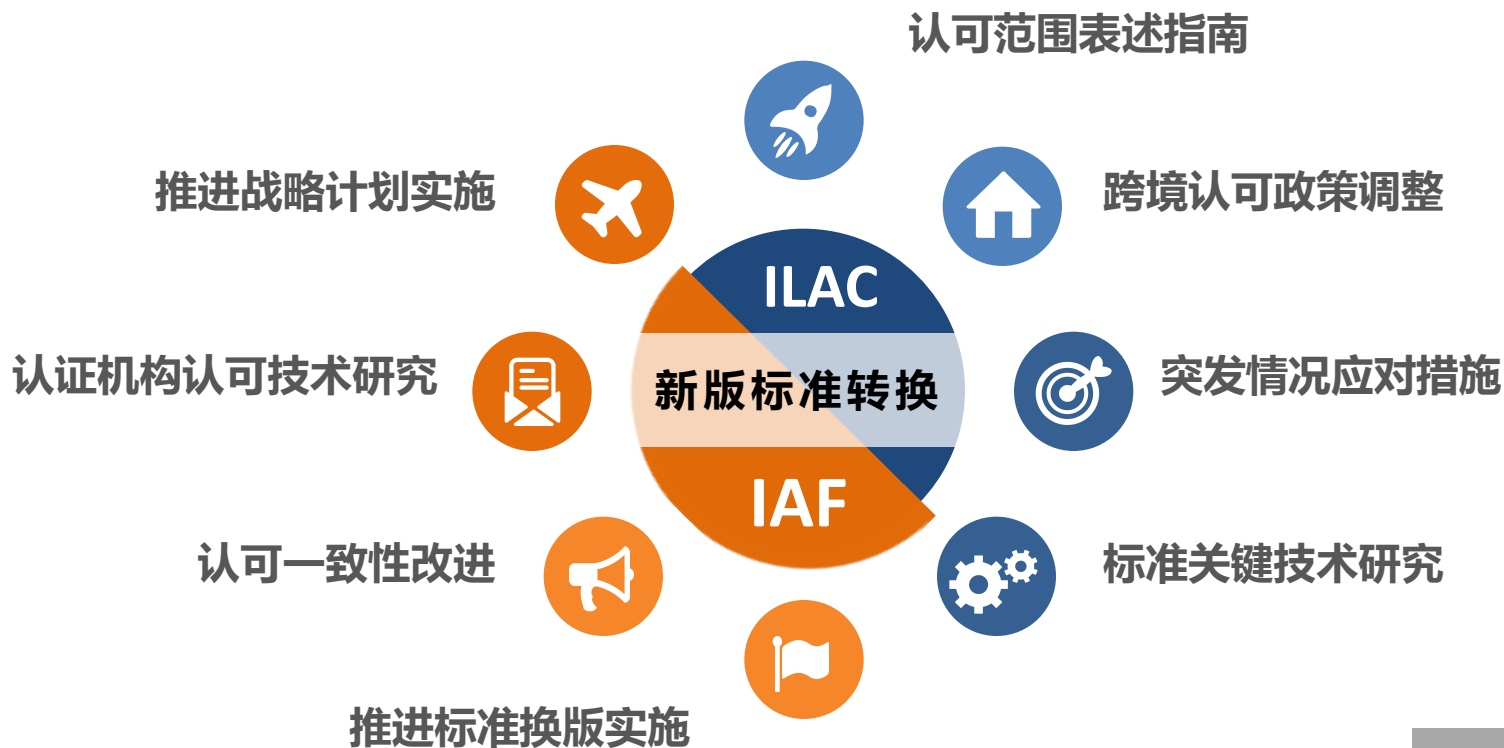 认可范围表述指南
推进战略计划实施
跨境认可政策调整
ILAC
认证机构认可技术研究
新版标准转换
突发情况应对措施
IAF
认可一致性改进
标准关键技术研究
推进标准换版实施